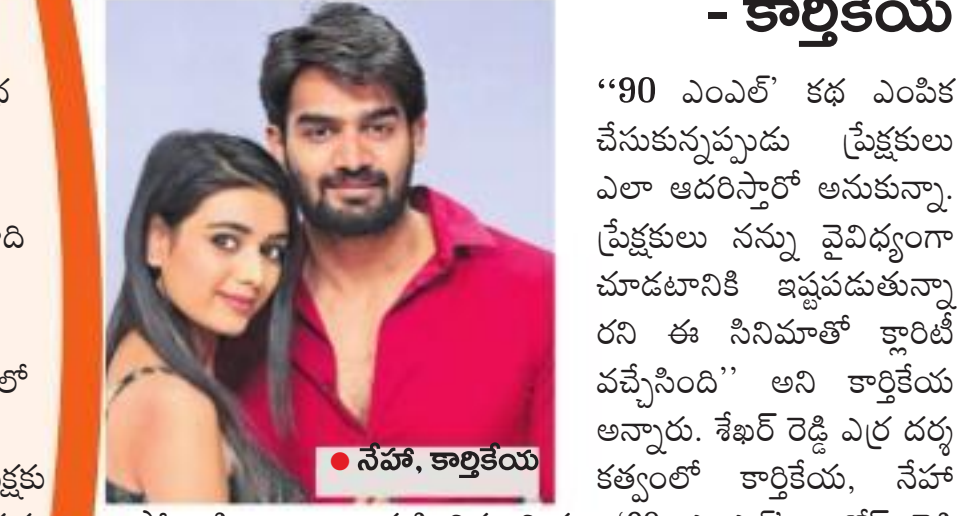 - కార్తికేయ
‘‘90 ఎంఎల్’ కథ ఎంపిక
చేసుకున్నప్పుడు ప్రేక్షకులు
ఎలా ఆదరిస్తారో అనుకున్నా.
ప్రేక్షకులు నన్ను వైవిధ్యంగా
చూడటానికి ఇష్టపడుతున్నా
రని ఈ సినిమాతో క్లారిటీ
వచ్చేసింది’’ అని కార్తికేయ
అన్నారు. శేఖర్ రెడ్డి ఎర్ర దర్శ
కత్వంలో కార్తికేయ, నేహా
● నేహా, కార్తికేయ